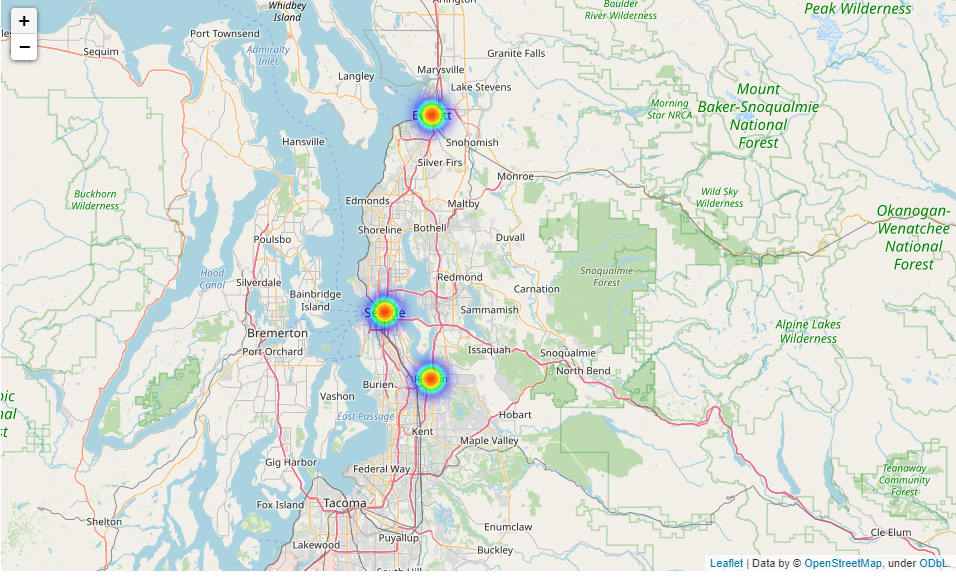 +
−
Arlington
Whidbey
Island
Boulder
River Wilderness
Peak Wilderness
Port Townsend
Sequim
Admiralty
Inlet
Granite Falls
Marysville
Langley
Lake Stevens
Mount
Baker-Snoqualmie
National
Forest
Morning
Star NRCA
Hansville
Snohomish
Silver Firs
Monroe
Buckhorn
Wilderness
Wild Sky
Wilderness
Edmonds
Maltby
Okanogan-
Wenatchee
National
Forest
Shoreline
Bothell
Duvall
Poulsbo
Hood
Canal
Silverdale
Redmond
Snoqualmie
Forest
Carnation
Bainbridge
Island
Sammamish
Bremerton
Alpine Lakes
Wilderness
Port Orchard
Issaquah
Snoqualmie
North Bend
Burien
Vashon
East Passage
Hobart
Kent
Maple Valley
Gig Harbor
Federal Way
Teanaway
Community
Forest
Fox Island
Tacoma
Shelton
Enumclaw
Cle Elum
Puyallup
Lakewood
Buckley
South Hill
Leaflet | Data by © OpenStreetMap, under ODbL.